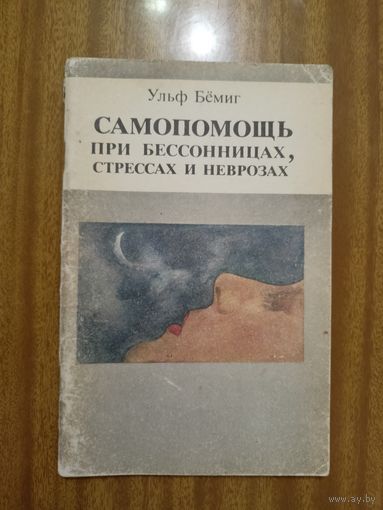 Ульф Бёмиг
САМОПОМОЩЬ
ПРИ БЕССОННИЦАХ,
СТРЕССАХ И НЕВРОЗАХ
www.ay.by